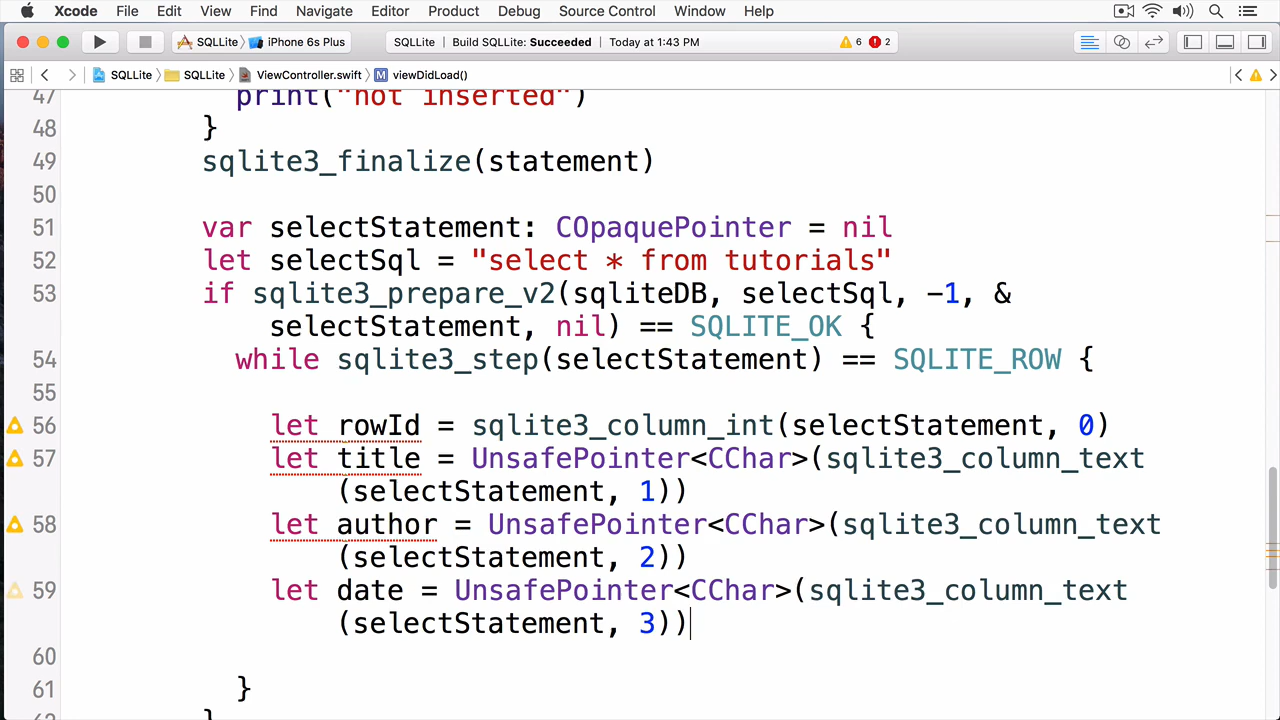 Xcode File Edit View Find Navigate Editor Product Debug Source Control Window Help
SQLLite iPhone 6s Plus SQLLite | Build SQLLite: Succeeded | Today at 1:43 PM 6 2
SQLLite SQLLite ViewController.swift M viewDidLoad()
47 print("not inserted")
48 }
49 sqlite3_finalize(statement)
50
51 var selectStatement: COpaquePointer = nil
52 let selectSql = "select * from tutorials"
53 if sqlite3_prepare_v2(sqliteDB, selectSql, -1, &
selectStatement, nil) == SQLITE_OK {
54 while sqlite3_step(selectStatement) == SQLITE_ROW {
55
56 let rowId = sqlite3_column_int(selectStatement, 0)
57 let title = UnsafePointer<CChar>(sqlite3_column_text
(selectStatement, 1))
58 let author = UnsafePointer<CChar>(sqlite3_column_text
(selectStatement, 2))
59 let date = UnsafePointer<CChar>(sqlite3_column_text
(selectStatement, 3))
60
61 }
62 }